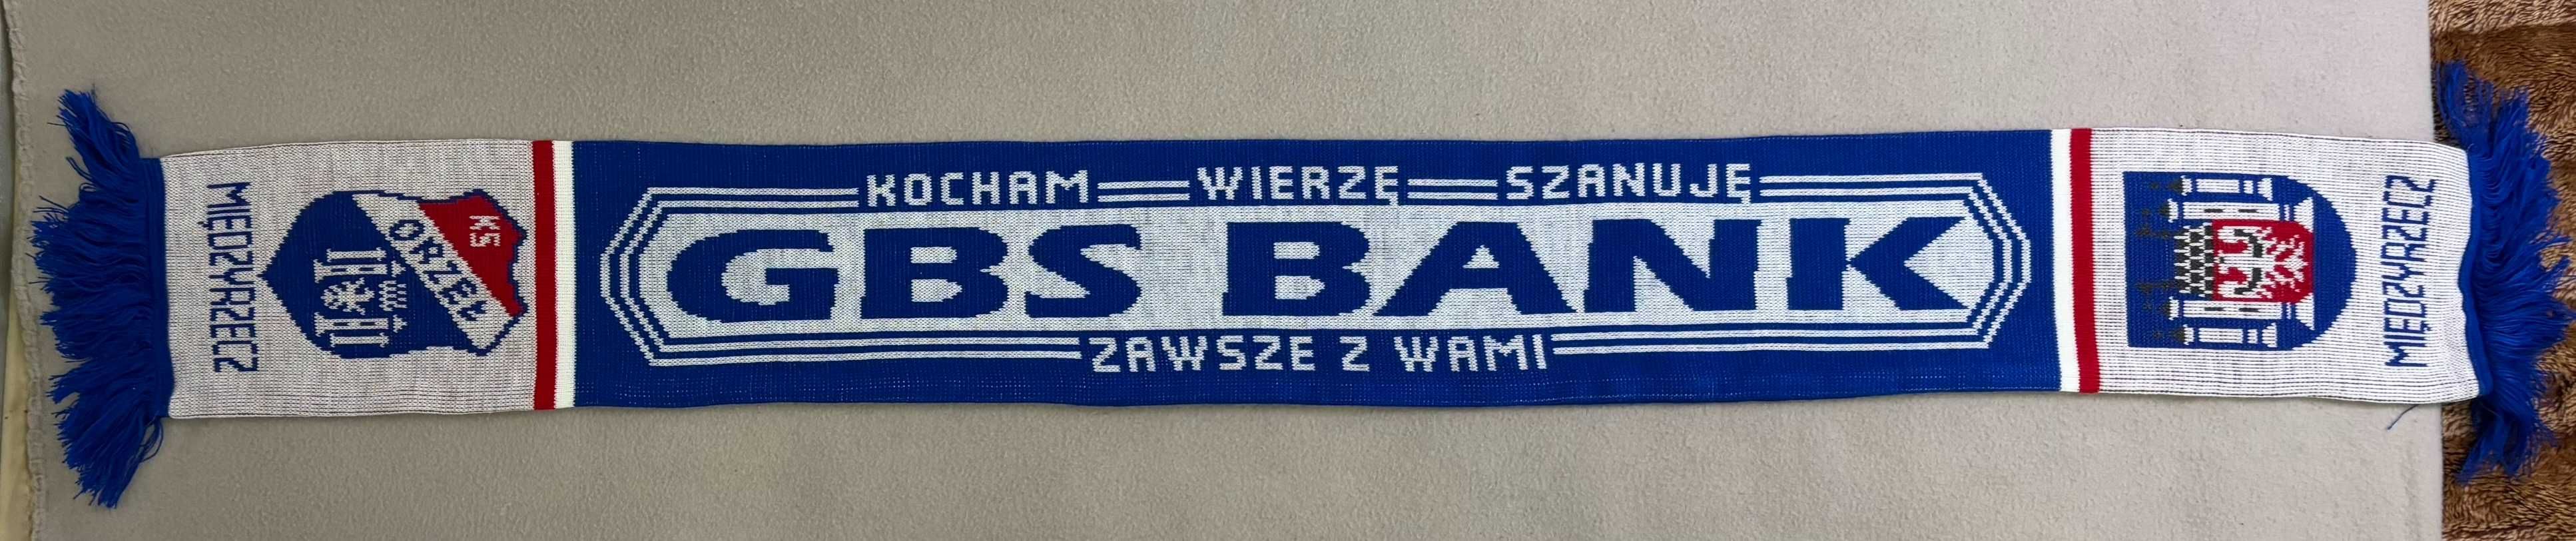 MIĘDZYRZECZ
KS
ORZEŁ
KOCHAM WIERZĘ SZANUJĘ
GBS BANK
ZAWSZE Z WAMI
MIĘDZYRZECZ